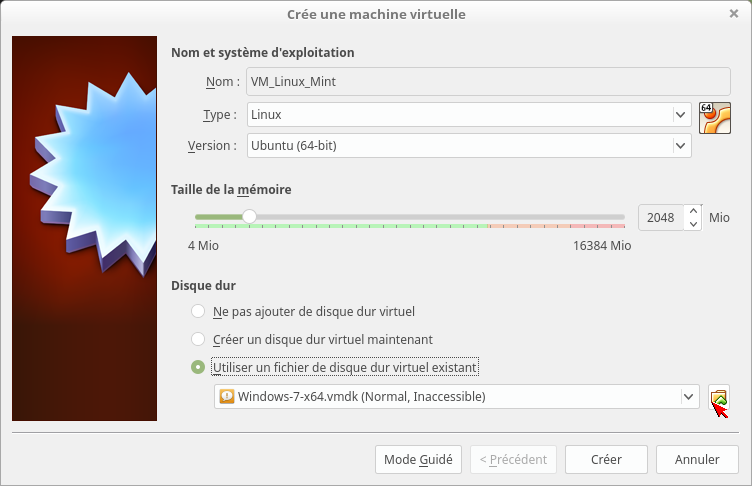 Crée une machine virtuelle
Nom et système d'exploitation
Nom : VM_Linux_Mint
Type : Linux
64
Version : Ubuntu (64-bit)
Taille de la mémoire
2048 Mio
4 Mio 16384 Mio
Disque dur
Ne pas ajouter de disque dur virtuel
Créer un disque dur virtuel maintenant
Utiliser un fichier de disque dur virtuel existant
Windows-7-x64.vmdk (Normal, Inaccessible)
Mode Guidé < Précédent Créer Annuler